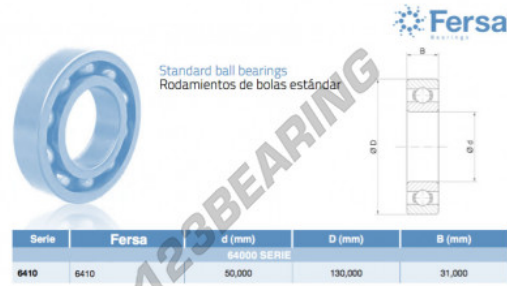 Fersa
Bearings
Standard ball bearings
Rodamientos de bolas estándar
B
Ø D
Ø d
123BEARING
Serie Fersa d (mm) D (mm) B (mm)
64000 SERIE
6410 6410 50,000 130,000 31,000